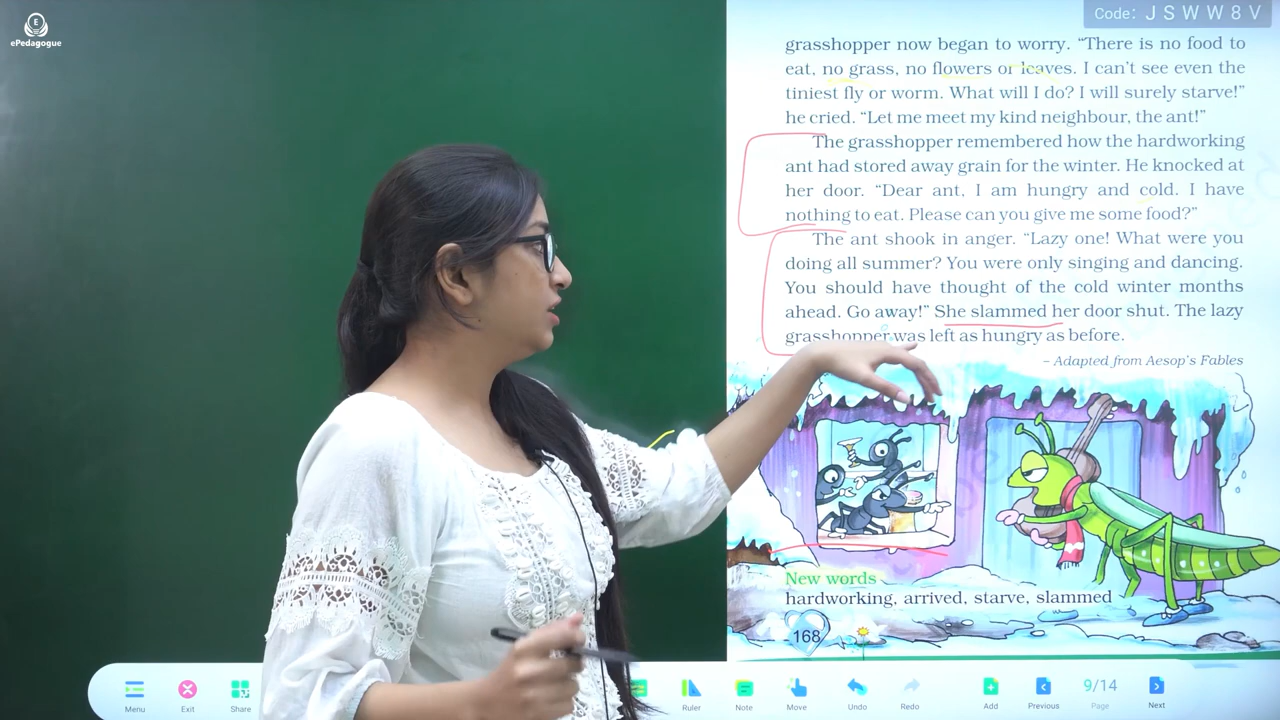 ePedagogue
Code: J S W W 8 V
grasshopper now began to worry. “There is no food to
eat, no grass, no flowers or leaves. I can’t see even the
tiniest fly or worm. What will I do? I will surely starve!”
he cried. “Let me meet my kind neighbour, the ant!”
The grasshopper remembered how the hardworking
ant had stored away grain for the winter. He knocked at
her door. “Dear ant. I am hungry and cold. I have
nothing to eat. Please can you give me some food?”
The ant shook in anger. “Lazy one! What were you
doing all summer? You were only singing and dancing.
You should have thought of the cold winter months
ahead. Go away!” She slammed her door shut. The lazy
grasshopper was left as hungry as before.
– Adapted from Aesop’s Fables
New words
hardworking, arrived, starve, slammed
168
Menu Exit Share Ruler Note Move Undo Redo Add Previous 9/14 Page Next